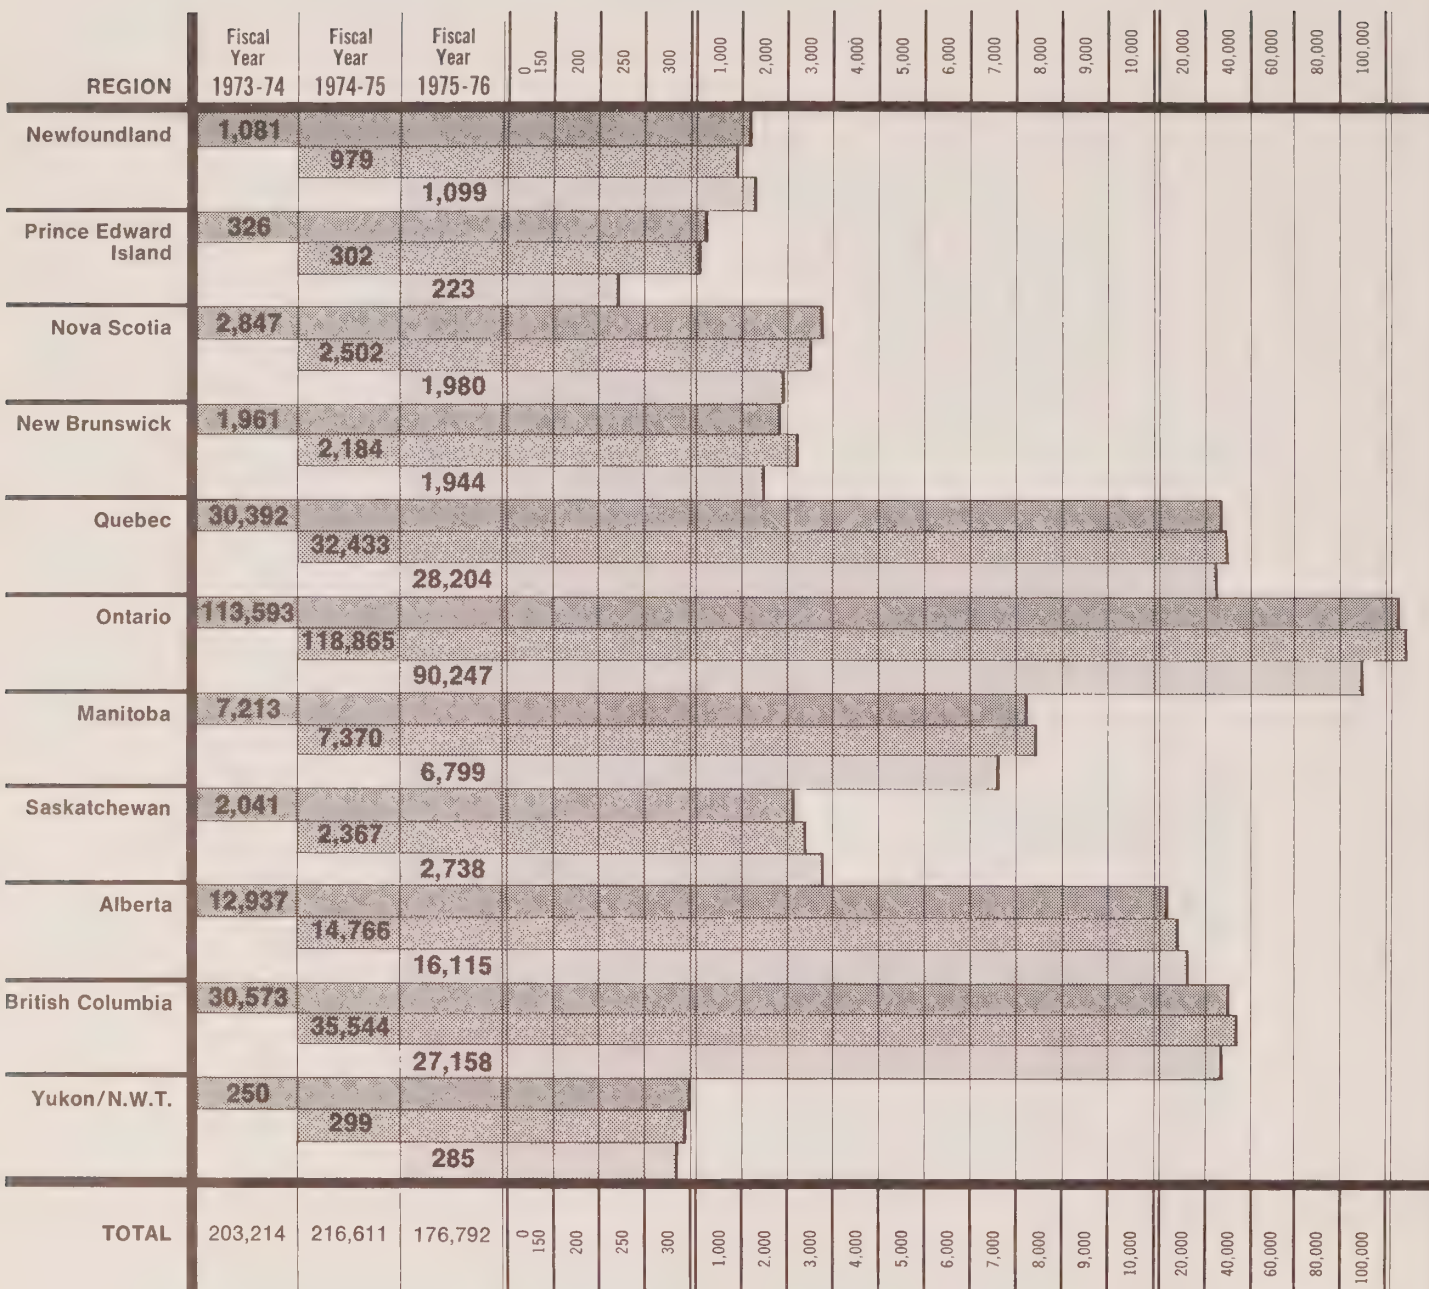 Fiscal Year 1973-74 Fiscal Year 1974-75 Fiscal Year 1975-76
REGION 0 150 200 250 300 1,000 2,000 3,000 4,000 5,000 6,000 7,000 8,000 9,000 10,000 20,000 40,000 60,000 80,000 100,000
Newfoundland 1,081
979
1,099
Prince Edward Island 326
302
223
Nova Scotia 2,847
2,502
1,980
New Brunswick 1,961
2,184
1,944
Quebec 30,392
32,433
28,204
Ontario 113,593
118,865
90,247
Manitoba 7,213
7,370
6,799
Saskatchewan 2,041
2,367
2,738
Alberta 12,937
14,766
16,115
British Columbia 30,573
35,544
27,158
Yukon/N.W.T. 250
299
285
TOTAL 203,214 216,611 176,792 0 150 200 250 300 1,000 2,000 3,000 4,000 5,000 6,000 7,000 8,000 9,000 10,000 20,000 40,000 60,000 80,000 100,000